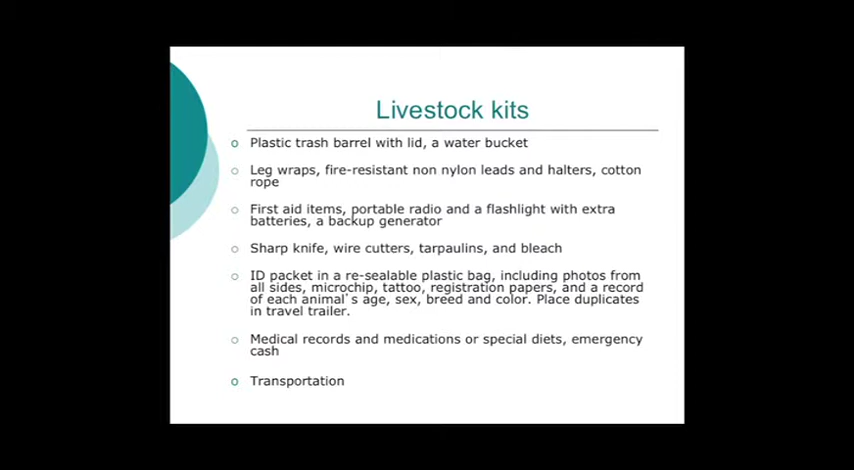 Livestock kits
Plastic trash barrel with lid, a water bucket
Leg wraps, fire-resistant non nylon leads and halters, cotton
rope
First aid items, portable radio and a flashlight with extra
batteries, a backup generator
Sharp knife, wire cutters, tarpaulins, and bleach
ID packet in a re-sealable plastic bag, including photos from
all sides, microchip, tattoo, registration papers, and a record
of each animal's age, sex, breed and color. Place duplicates
in travel trailer.
Medical records and medications or special diets, emergency
cash
Transportation